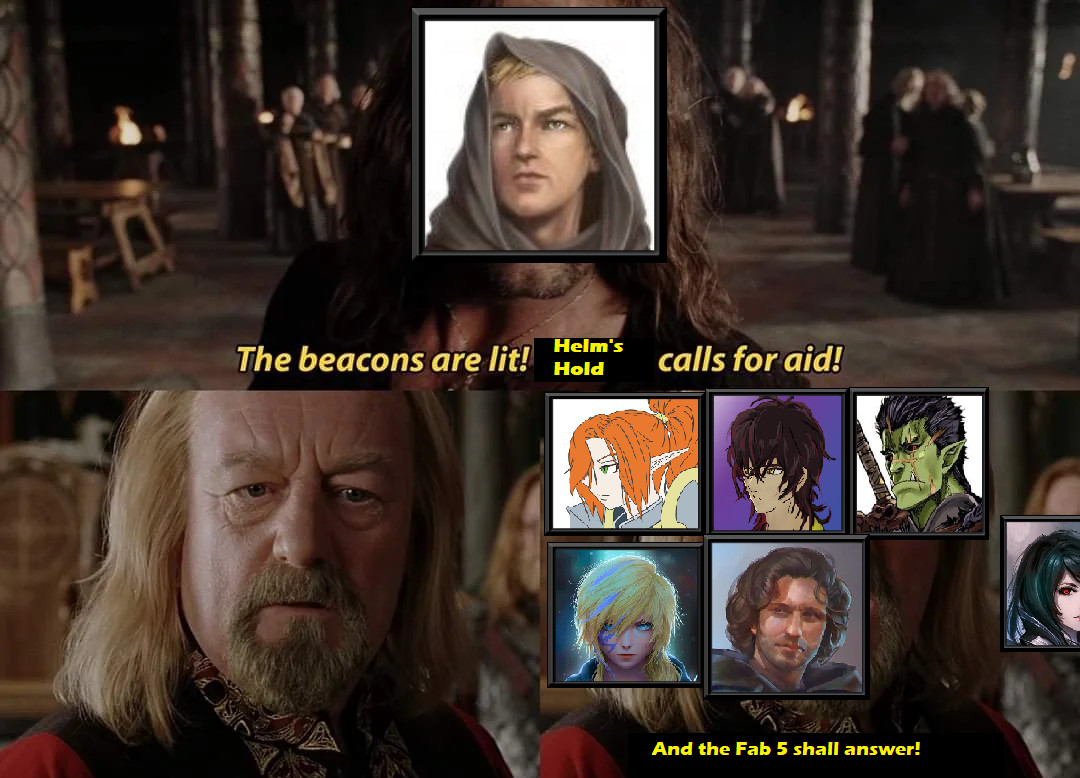 The beacons are lit! Helm's Hold calls for aid!
And the Fab 5 shall answer!